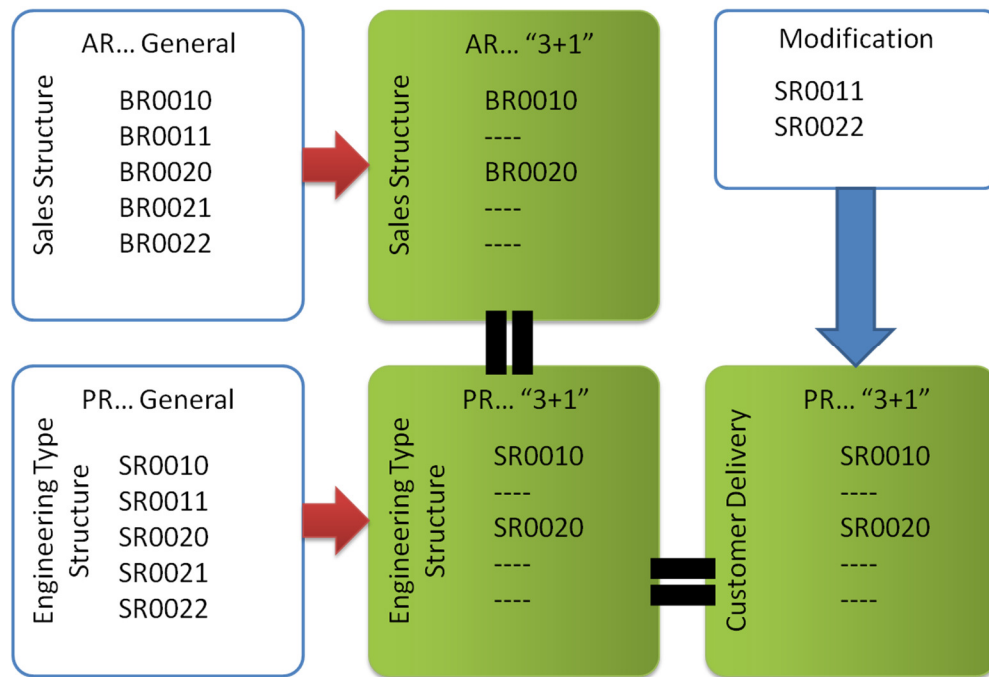 AR... General
Sales Structure
BR0010
BR0011
BR0020
BR0021
BR0022
AR... “3+1”
Sales Structure
BR0010
----
BR0020
----
----
Modification
SR0011
SR0022
PR... General
Engineering Type
Structure
SR0010
SR0011
SR0020
SR0021
SR0022
PR... “3+1”
Engineering Type
Structure
SR0010
----
SR0020
----
----
PR... “3+1”
Customer Delivery
SR0010
----
SR0020
----
----